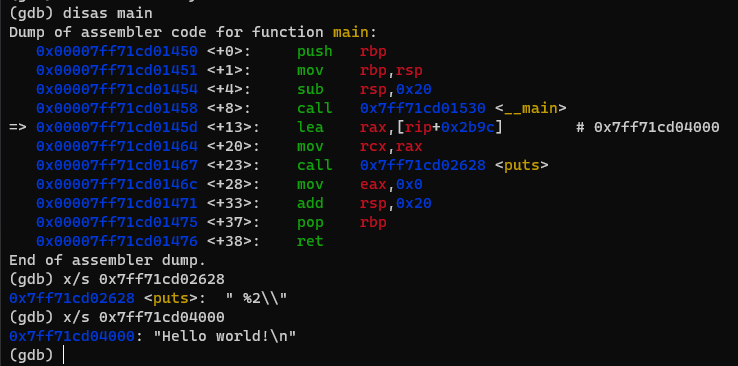 (gdb) disas main
Dump of assembler code for function main:
   0x00007ff71cd01450 <+0>:     push   rbp
   0x00007ff71cd01451 <+1>:     mov    rbp,rsp
   0x00007ff71cd01454 <+4>:     sub    rsp,0x20
   0x00007ff71cd01458 <+8>:     call   0x7ff71cd01530 <__main>
=> 0x00007ff71cd0145d <+13>:    lea    rax,[rip+0x2b9c]        # 0x7ff71cd04000
   0x00007ff71cd01464 <+20>:    mov    rcx,rax
   0x00007ff71cd01467 <+23>:    call   0x7ff71cd02628 <puts>
   0x00007ff71cd0146c <+28>:    mov    eax,0x0
   0x00007ff71cd01471 <+33>:    add    rsp,0x20
   0x00007ff71cd01475 <+37>:    pop    rbp
   0x00007ff71cd01476 <+38>:    ret
End of assembler dump.
(gdb) x/s 0x7ff71cd02628
0x7ff71cd02628 <puts>:  " %2\\"
(gdb) x/s 0x7ff71cd04000
0x7ff71cd04000: "Hello world!\n"
(gdb)